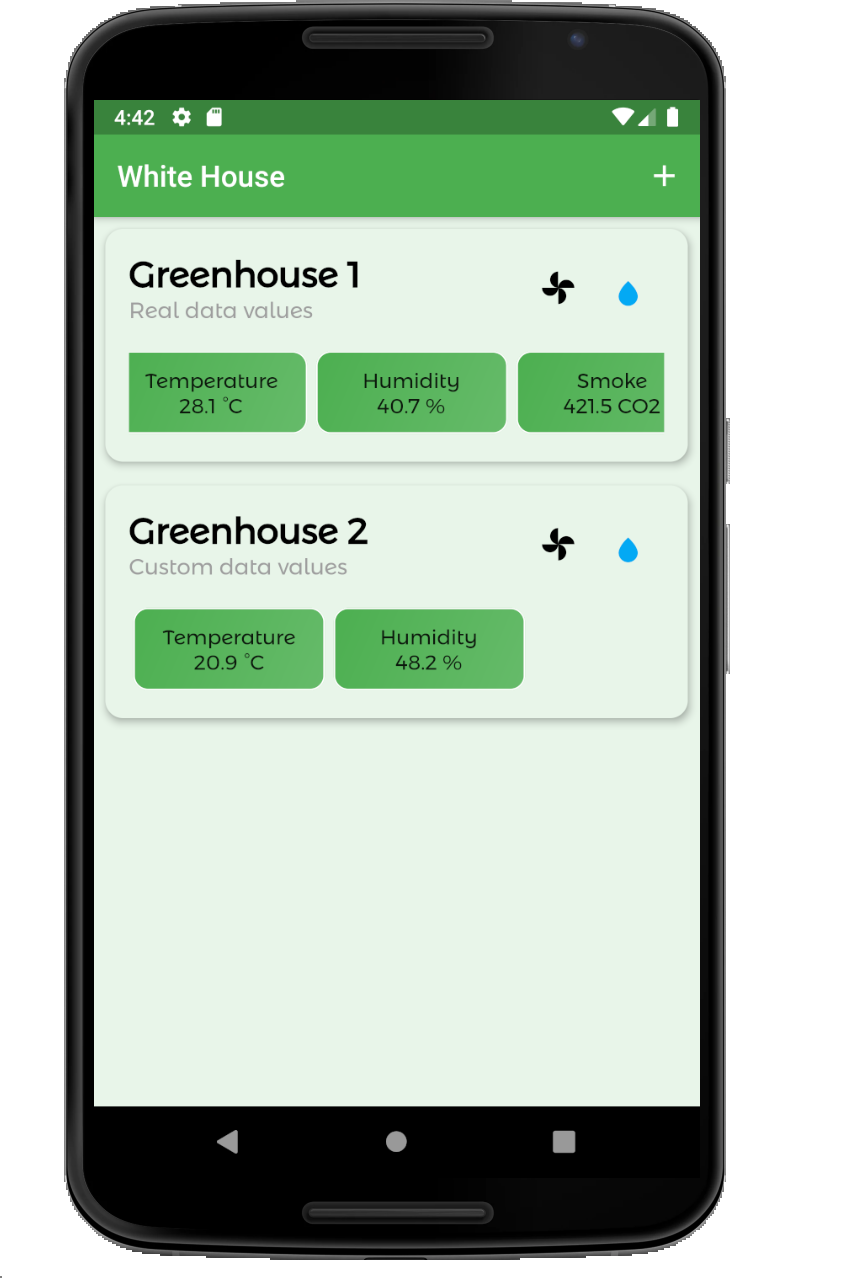 4:42
White House
Greenhouse 1
Real data values
Temperature
28.1 °C
Humidity
40.7 %
Smoke
421.5 CO2
Greenhouse 2
Custom data values
Temperature
20.9 °C
Humidity
48.2 %